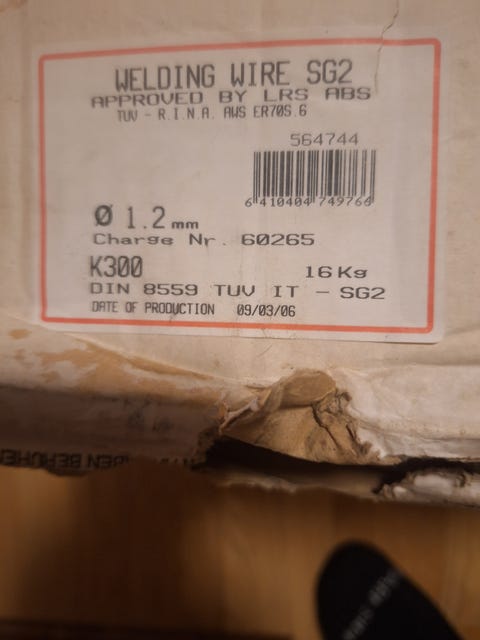 WELDING WIRE SG2
APPROVED BY LRS ABS
TUV - R.I.N.A. AWS ER70S.6
564744
6 410404 749766
Ø 1.2 mm
Charge Nr. 60265
K300 16 Kg
DIN 8559 TUV IT - SG2
DATE OF PRODUCTION 09/03/06